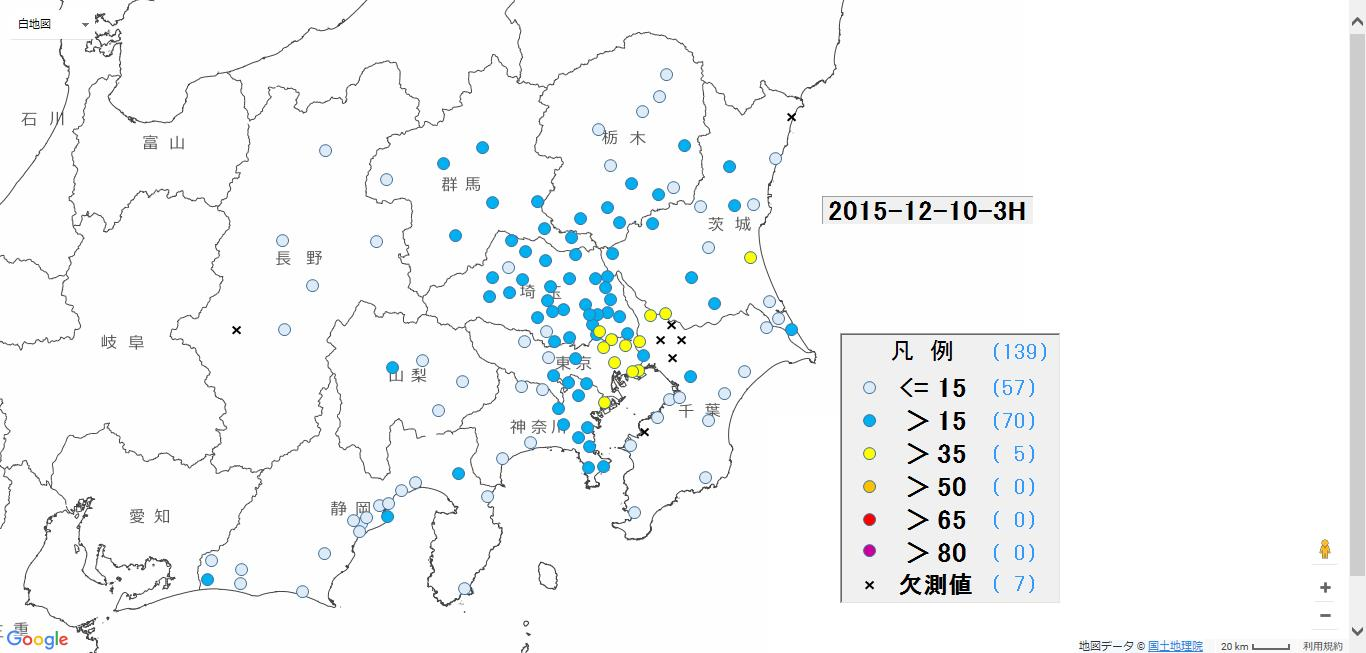 白地図
石川
富山
栃木
群馬
2015-12-10-3H
茨城
長野
埼玉
岐阜
凡例 (139)
<= 15 (57)
東京
山梨
> 15 (70)
千葉
神奈川
> 35 ( 5)
> 50 ( 0)
静岡
愛知
> 65 ( 0)
> 80 ( 0)
× 欠測値 ( 7)
三重
Google
地図データ © 国土地理院 20 km 利用規約